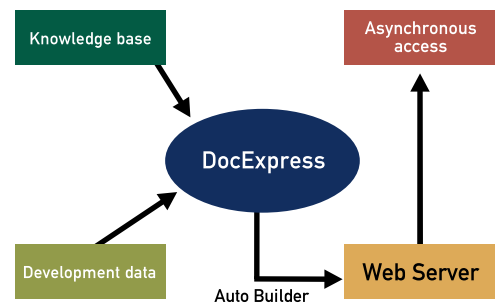 Knowledge base
Asynchronous
access
DocExpress
Development data
Web Server
Auto Builder